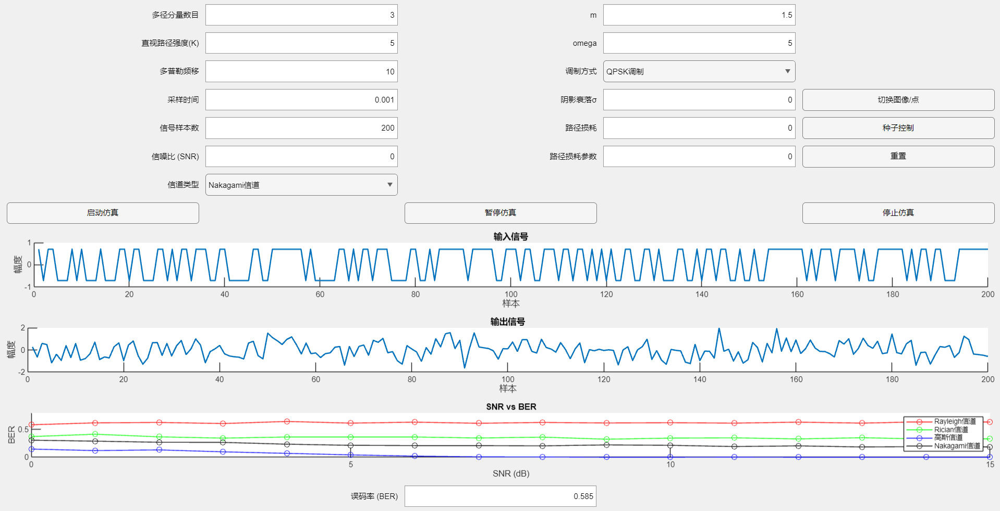 多径分量数目 3 m 1.5
直视路径强度(K) 5 omega 5
多普勒频移 10 调制方式 QPSK调制
采样时间 0.001 阴影衰落σ 0 切换图像/点
信号样本数 200 路径损耗 0 种子控制
信噪比 (SNR) 0 路径损耗参数 0 重置
信道类型 Nakagami信道
启动仿真 暂停仿真 停止仿真
输入信号
幅度
1
0
-1
0 20 40 60 80 100 120 140 160 180 200
样本
输出信号
幅度
2
0
-2
0 20 40 60 80 100 120 140 160 180 200
样本
SNR vs BER
BER
0.5
0
Rayleigh信道
Rician信道
高斯信道
Nakagami信道
0 5 10 15
SNR (dB)
误码率 (BER) 0.585